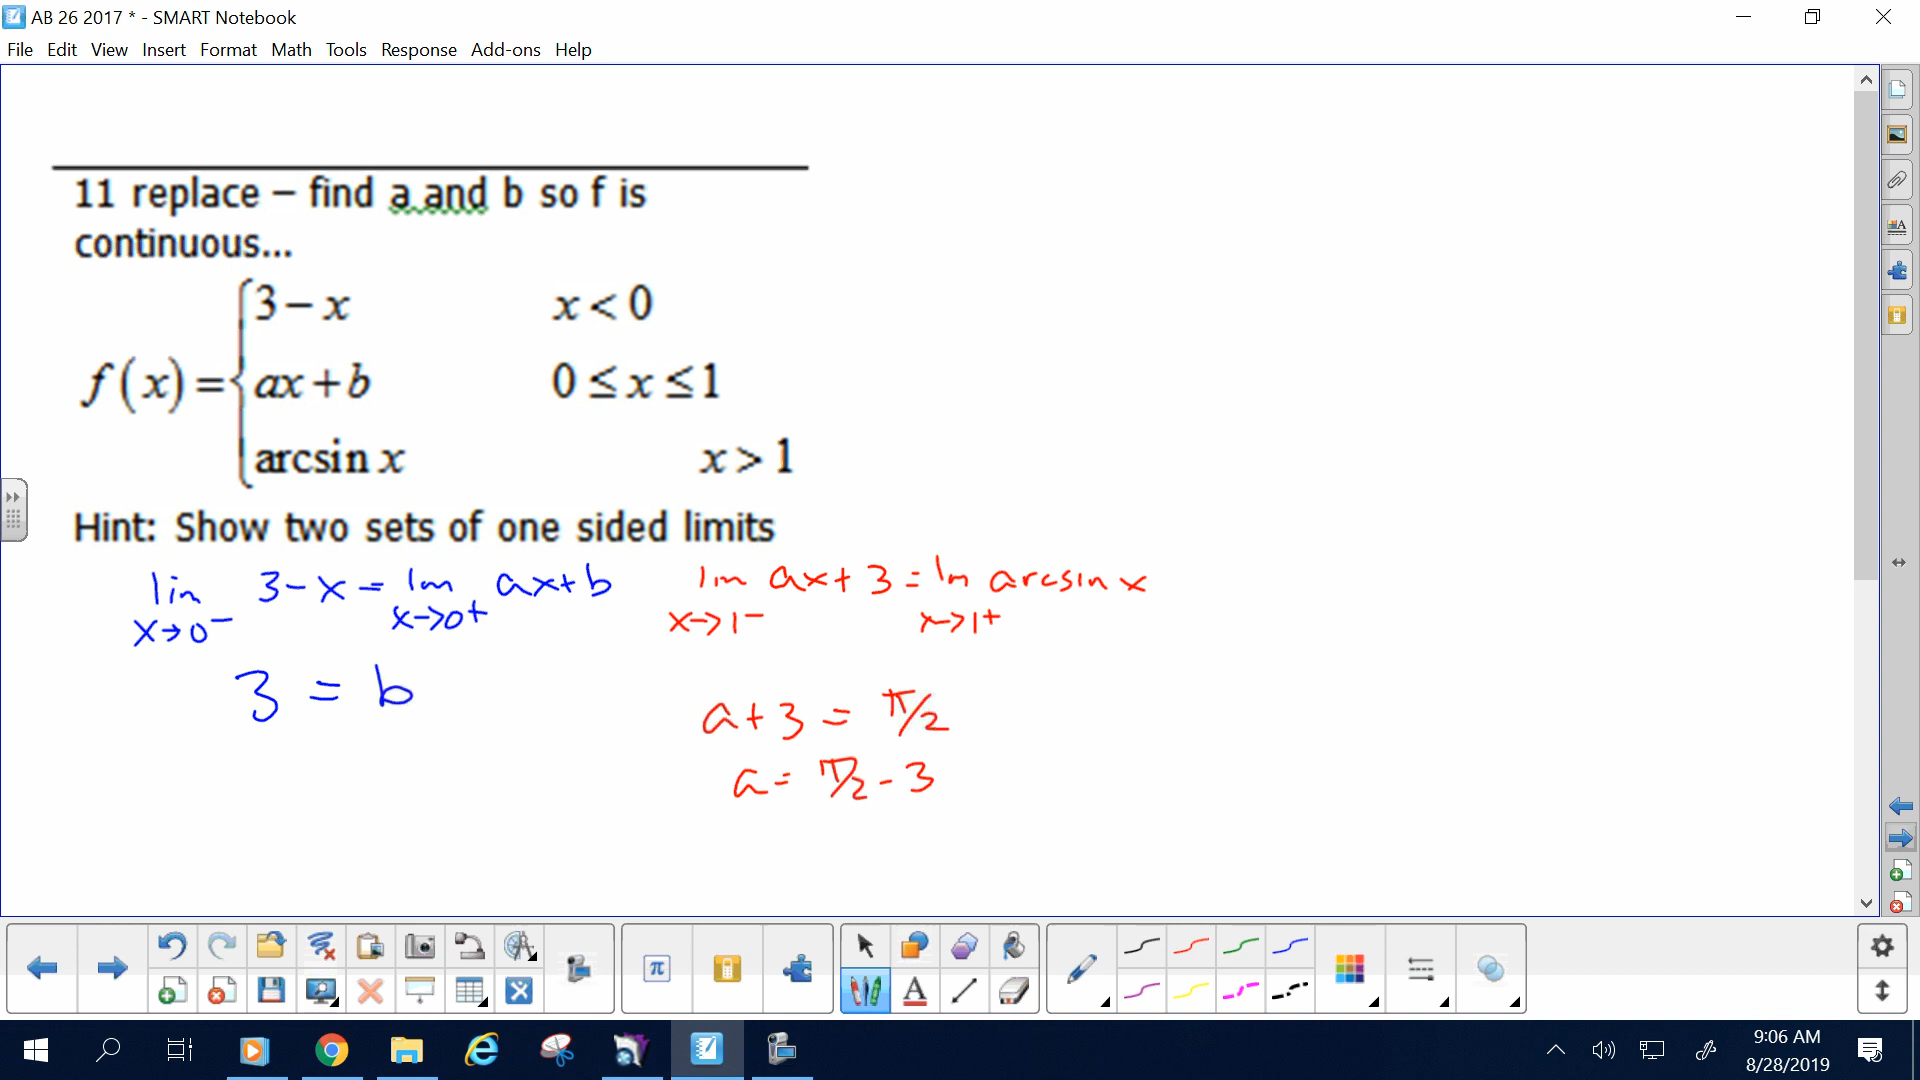 AB 26 2017 * - SMART Notebook
File Edit View Insert Format Math Tools Response Add-ons Help
11 replace – find a and b so f is
continuous...
3 − x x < 0
f(x) = { ax + b 0 ≤ x ≤ 1
arcsin x x > 1
Hint: Show two sets of one sided limits
lim 3 - x = lim ax + b
x→0⁻ x→0⁺
3 = b
lim ax + 3 = lm arcsin x
x→1⁻ x→1⁺
a + 3 = π/2
a = π/2 - 3
π
A
9:06 AM
8/28/2019